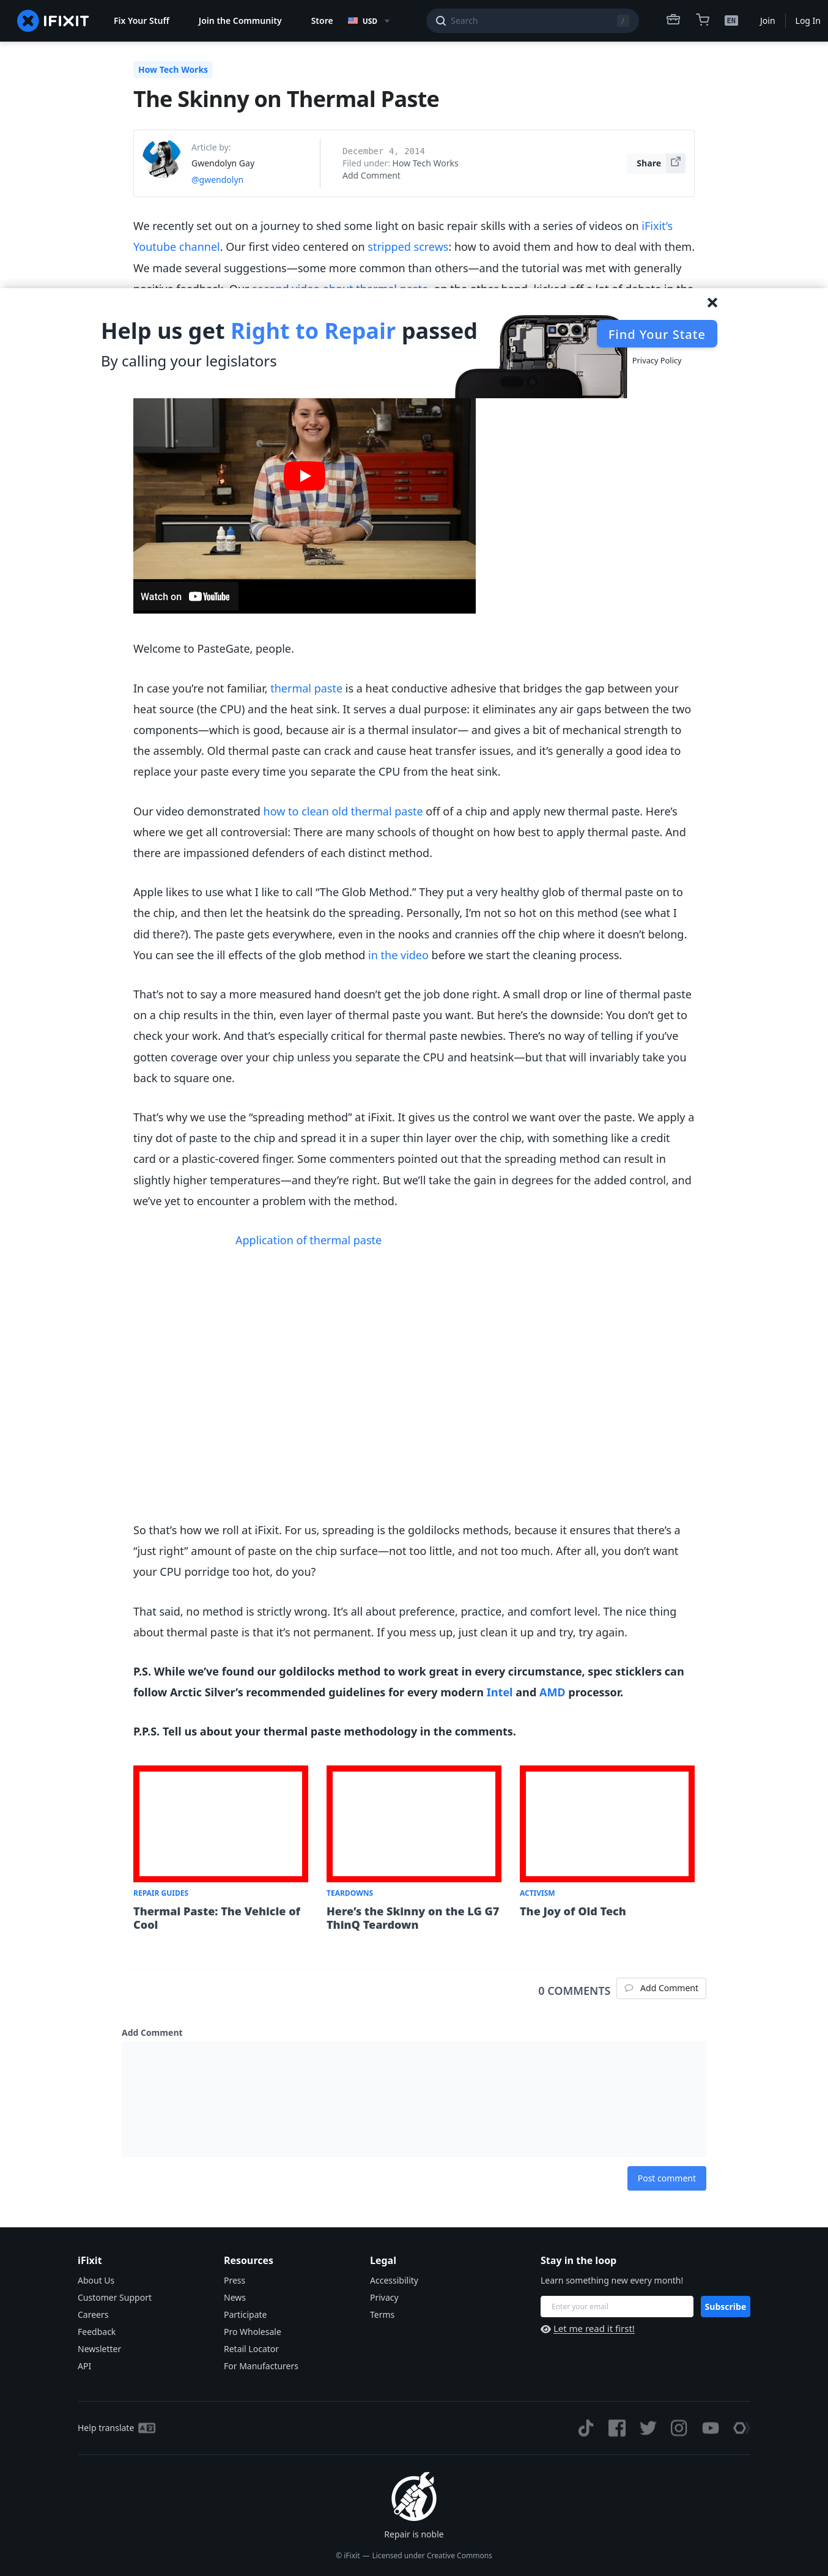 IFIXIT
Fix Your Stuff
Join the Community
Store
USD
Search
/
EN
Join
Log In
How Tech Works
The Skinny on Thermal Paste
Article by:
Gwendolyn Gay
@gwendolyn
December 4, 2014
Filed under: How Tech Works
Add Comment
Share
We recently set out on a journey to shed some light on basic repair skills with a series of videos on iFixit’s
Youtube channel. Our first video centered on stripped screws: how to avoid them and how to deal with them.
We made several suggestions—some more common than others—and the tutorial was met with generally
positive feedback. Our second video about thermal paste, on the other hand, kicked off a lot of debate in the
Help us get Right to Repair passed
By calling your legislators
Find Your State
Privacy Policy
Watch on YouTube
Welcome to PasteGate, people.
In case you’re not familiar, thermal paste is a heat conductive adhesive that bridges the gap between your
heat source (the CPU) and the heat sink. It serves a dual purpose: it eliminates any air gaps between the two
components—which is good, because air is a thermal insulator— and gives a bit of mechanical strength to
the assembly. Old thermal paste can crack and cause heat transfer issues, and it’s generally a good idea to
replace your paste every time you separate the CPU from the heat sink.
Our video demonstrated how to clean old thermal paste off of a chip and apply new thermal paste. Here’s
where we get all controversial: There are many schools of thought on how best to apply thermal paste. And
there are impassioned defenders of each distinct method.
Apple likes to use what I like to call “The Glob Method.” They put a very healthy glob of thermal paste on to
the chip, and then let the heatsink do the spreading. Personally, I’m not so hot on this method (see what I
did there?). The paste gets everywhere, even in the nooks and crannies off the chip where it doesn’t belong.
You can see the ill effects of the glob method in the video before we start the cleaning process.
That’s not to say a more measured hand doesn’t get the job done right. A small drop or line of thermal paste
on a chip results in the thin, even layer of thermal paste you want. But here’s the downside: You don’t get to
check your work. And that’s especially critical for thermal paste newbies. There’s no way of telling if you’ve
gotten coverage over your chip unless you separate the CPU and heatsink—but that will invariably take you
back to square one.
That’s why we use the “spreading method” at iFixit. It gives us the control we want over the paste. We apply a
tiny dot of paste to the chip and spread it in a super thin layer over the chip, with something like a credit
card or a plastic-covered finger. Some commenters pointed out that the spreading method can result in
slightly higher temperatures—and they’re right. But we’ll take the gain in degrees for the added control, and
we’ve yet to encounter a problem with the method.
Application of thermal paste
So that’s how we roll at iFixit. For us, spreading is the goldilocks methods, because it ensures that there’s a
“just right” amount of paste on the chip surface—not too little, and not too much. After all, you don’t want
your CPU porridge too hot, do you?
That said, no method is strictly wrong. It’s all about preference, practice, and comfort level. The nice thing
about thermal paste is that it’s not permanent. If you mess up, just clean it up and try, try again.
P.S. While we’ve found our goldilocks method to work great in every circumstance, spec sticklers can
follow Arctic Silver’s recommended guidelines for every modern Intel and AMD processor.
P.P.S. Tell us about your thermal paste methodology in the comments.
REPAIR GUIDES
Thermal Paste: The Vehicle of
Cool
TEARDOWNS
Here’s the Skinny on the LG G7
ThinQ Teardown
ACTIVISM
The Joy of Old Tech
0 COMMENTS
Add Comment
Add Comment
Post comment
iFixit
About Us
Customer Support
Careers
Feedback
Newsletter
API
Resources
Press
News
Participate
Pro Wholesale
Retail Locator
For Manufacturers
Legal
Accessibility
Privacy
Terms
Stay in the loop
Learn something new every month!
Enter your email
Subscribe
Let me read it first!
Help translate
Repair is noble
© iFixit — Licensed under Creative Commons